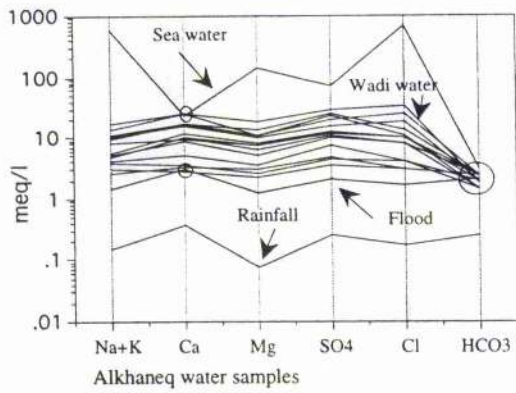 1000
100
10
1
.1
.01
meq/l
Sea water
Wadi water
Rainfall
Flood
Na+K Ca Mg SO4 Cl HCO3
Alkhaneq water samples